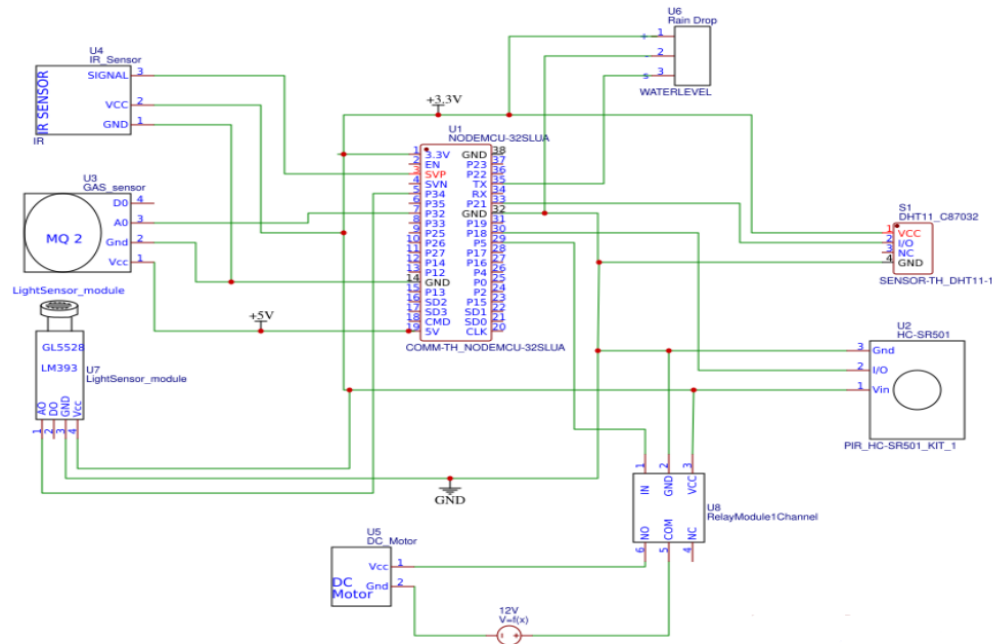 U6
Rain Drop
+ 1
- 2
s 3
WATERLEVEL
U4
IR_Sensor
IR SENSOR
SIGNAL 3
VCC 2
GND 1
IR
+3.3V
U1
NODEMCU-32SLUA
1 3.3V GND 38
2 EN P23 37
3 SVP P22 36
4 SVN TX 35
5 P34 RX 34
6 P35 P21 33
7 P32 GND 32
8 P33 P19 31
9 P25 P18 30
10 P26 P5 29
11 P27 P17 28
12 P14 P16 27
13 P12 P4 26
14 GND P0 25
15 P13 P2 24
16 SD2 P15 23
17 SD3 SD1 22
18 CMD SD0 21
19 5V CLK 20
COMM-TH_NODEMCU-32SLUA
U3
GAS_sensor
MQ 2
D0 4
A0 3
Gnd 2
Vcc 1
S1
DHT11_C87032
1 VCC
2 I/O
3 NC
4 GND
SENSOR-TH_DHT11-1
LightSensor_module
+5V
GL5528
LM393
U7
LightSensor_module
AO DO GND Vcc
1 2 3 4
U2
HC-SR501
3 Gnd
2 I/O
1 Vin
PIR_HC-SR501_KIT_1
GND
1 2 3
IN GND VCC
U8
RelayModule1Channel
NO COM NC
6 5 4
U5
DC_Motor
DC
Motor
Vcc 1
Gnd 2
12V
V=f(x)
- +